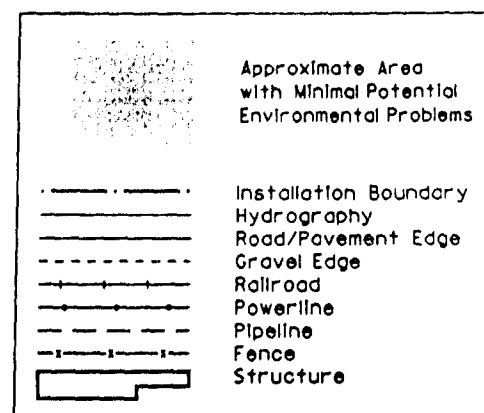 Approximate Area
with Minimal Potential
Environmental Problems
Installation Boundary
Hydrography
Road/Pavement Edge
Gravel Edge
Railroad
Powerline
Pipeline
Fence
Structure